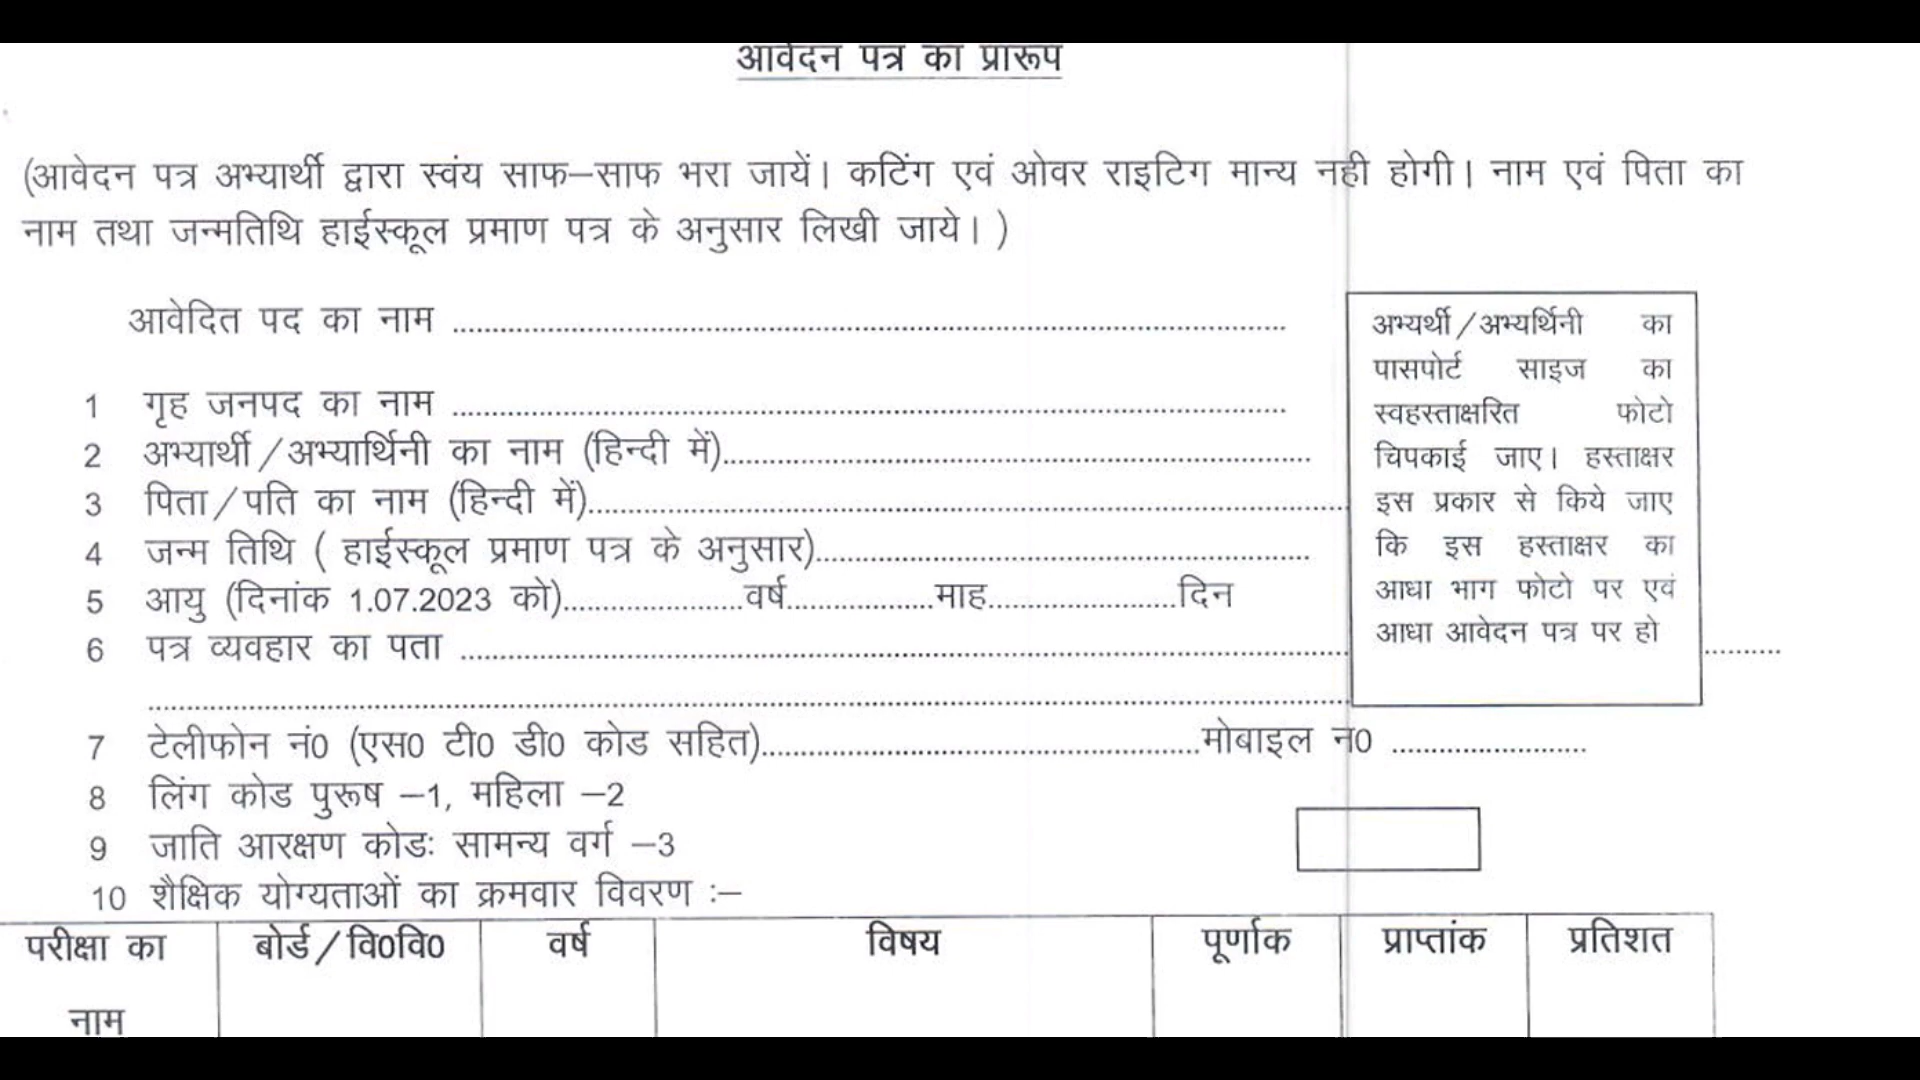 आवेदन पत्र का प्रारूप
(आवेदन पत्र अभ्यार्थी द्वारा स्वंय साफ–साफ भरा जायें। कटिंग एवं ओवर राइटिग मान्य नही होगी। नाम एवं पिता का
नाम तथा जन्मतिथि हाईस्कूल प्रमाण पत्र के अनुसार लिखी जाये। )
आवेदित पद का नाम ....................
1 गृह जनपद का नाम ....................
2 अभ्यार्थी/अभ्यार्थिनी का नाम (हिन्दी में)....................
3 पिता/पति का नाम (हिन्दी में)....................
4 जन्म तिथि ( हाईस्कूल प्रमाण पत्र के अनुसार)....................
5 आयु (दिनांक 1.07.2023 को)....................वर्ष....................माह....................दिन
6 पत्र व्यवहार का पता ....................
....................
अभ्यर्थी/अभ्यर्थिनी का
पासपोर्ट साइज का
स्वहस्ताक्षरित फोटो
चिपकाई जाए। हस्ताक्षर
इस प्रकार से किये जाए
कि इस हस्ताक्षर का
आधा भाग फोटो पर एवं
आधा आवेदन पत्र पर हो
7 टेलीफोन नं0 (एस0 टी0 डी0 कोड सहित)....................मोबाइल न0 ....................
8 लिंग कोड पुरूष –1, महिला –2
9 जाति आरक्षण कोडः सामन्य वर्ग –3
10 शैक्षिक योग्यताओं का क्रमवार विवरण :–
परीक्षा का नाम बोर्ड/वि0वि0 वर्ष विषय पूर्णाक प्राप्तांक प्रतिशत